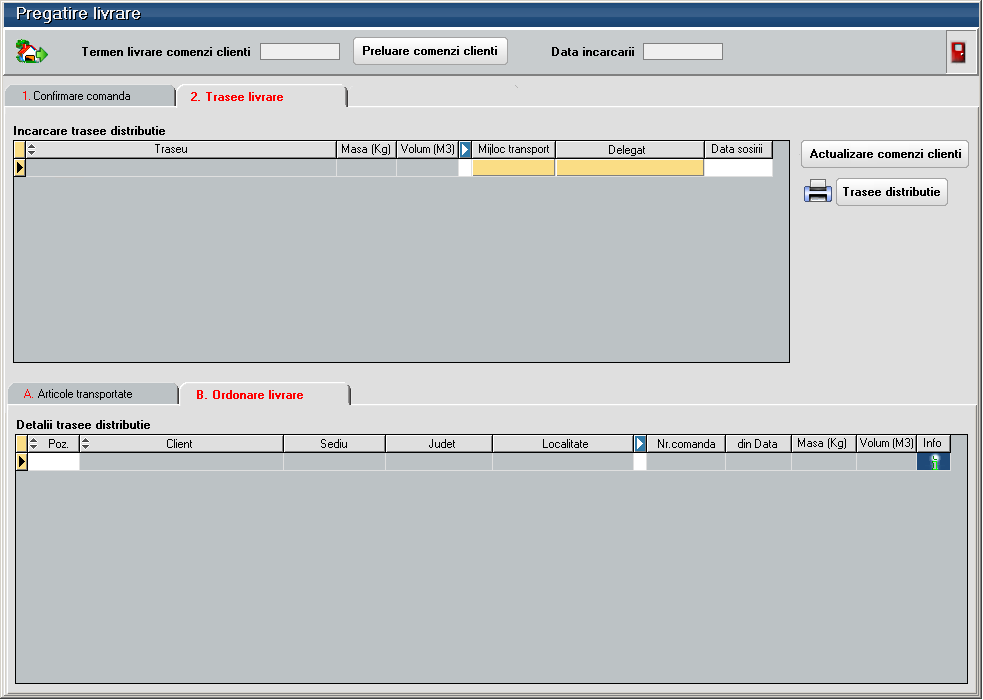 Pregatire livrare
Termen livrare comenzi clienti Preluare comenzi clienti Data incarcarii
1. Confirmare comanda 2. Trasee livrare
Incarcare trasee distributie
Traseu Masa (Kg) Volum (M3) Mijloc transport Delegat Data sosirii
Actualizare comenzi clienti
Trasee distributie
A. Articole transportate B. Ordonare livrare
Detalii trasee distributie
Poz. Client Sediu Judet Localitate Nr.comanda din Data Masa (Kg) Volum (M3) Info